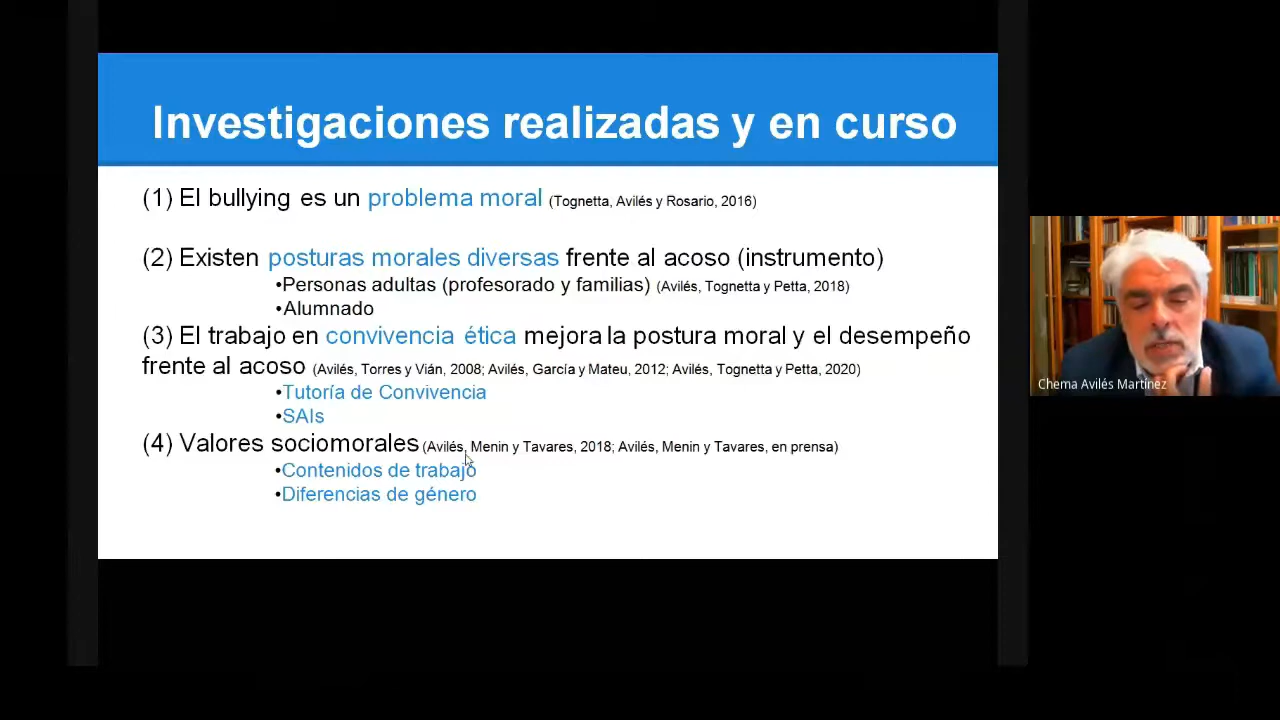 Investigaciones realizadas y en curso
(1) El bullying es un problema moral (Tognetta, Avilés y Rosario, 2016)
(2) Existen posturas morales diversas frente al acoso (instrumento)
•Personas adultas (profesorado y familias) (Avilés, Tognetta y Petta, 2018)
•Alumnado
(3) El trabajo en convivencia ética mejora la postura moral y el desempeño
frente al acoso (Avilés, Torres y Vián, 2008; Avilés, García y Mateu, 2012; Avilés, Tognetta y Petta, 2020)
•Tutoría de Convivencia
•SAIs
(4) Valores sociomorales (Avilés, Menin y Tavares, 2018; Avilés, Menin y Tavares, en prensa)
•Contenidos de trabajo
•Diferencias de género
Chema Avilés Martínez